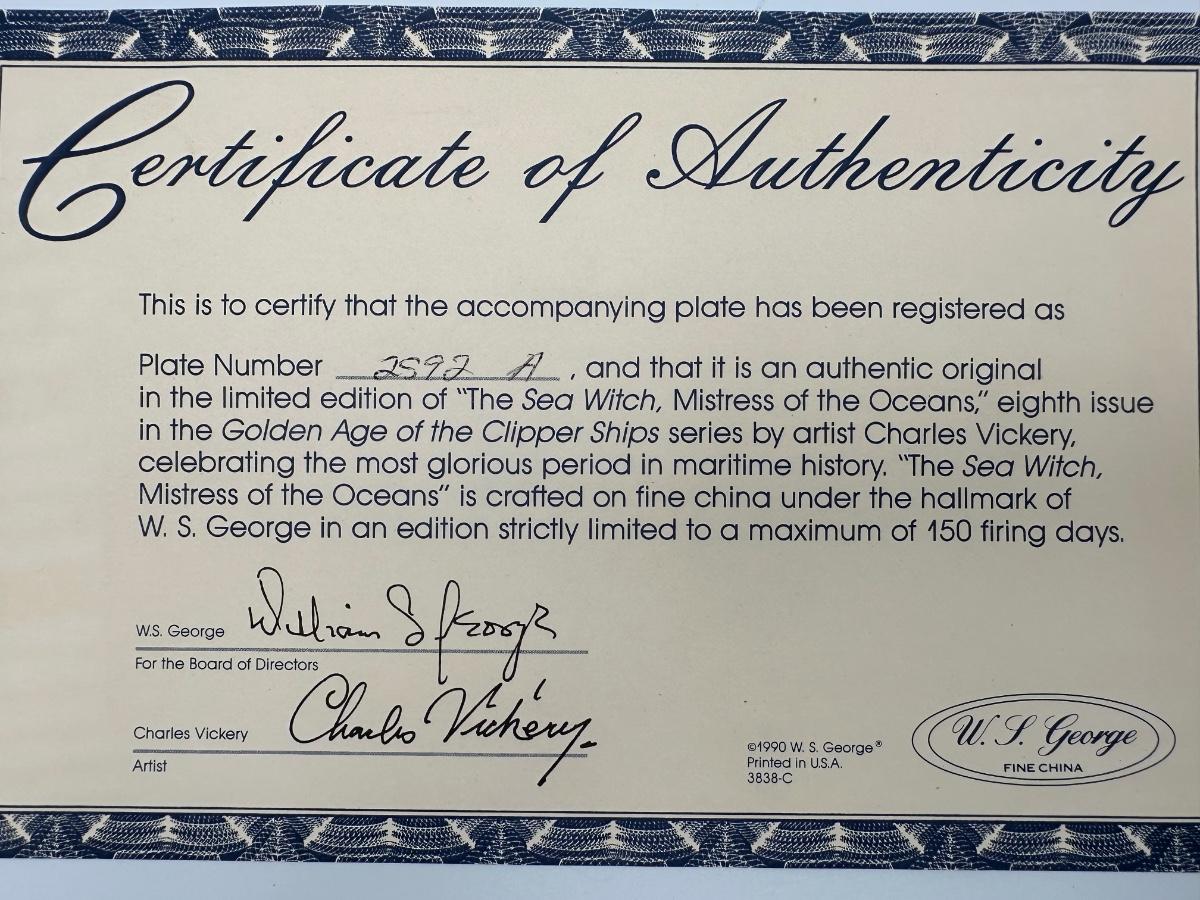 Certificate of Authenticity
This is to certify that the accompanying plate has been registered as
Plate Number 2592 A, and that it is an authentic original
in the limited edition of “The Sea Witch, Mistress of the Oceans,” eighth issue
in the Golden Age of the Clipper Ships series by artist Charles Vickery,
celebrating the most glorious period in maritime history. “The Sea Witch,
Mistress of the Oceans” is crafted on fine china under the hallmark of
W. S. George in an edition strictly limited to a maximum of 150 firing days.
W.S. George William S George
For the Board of Directors
Charles Vickery Charles Vickery
Artist
©1990 W. S. George®
Printed in U.S.A.
3838-C
W. S. George
FINE CHINA